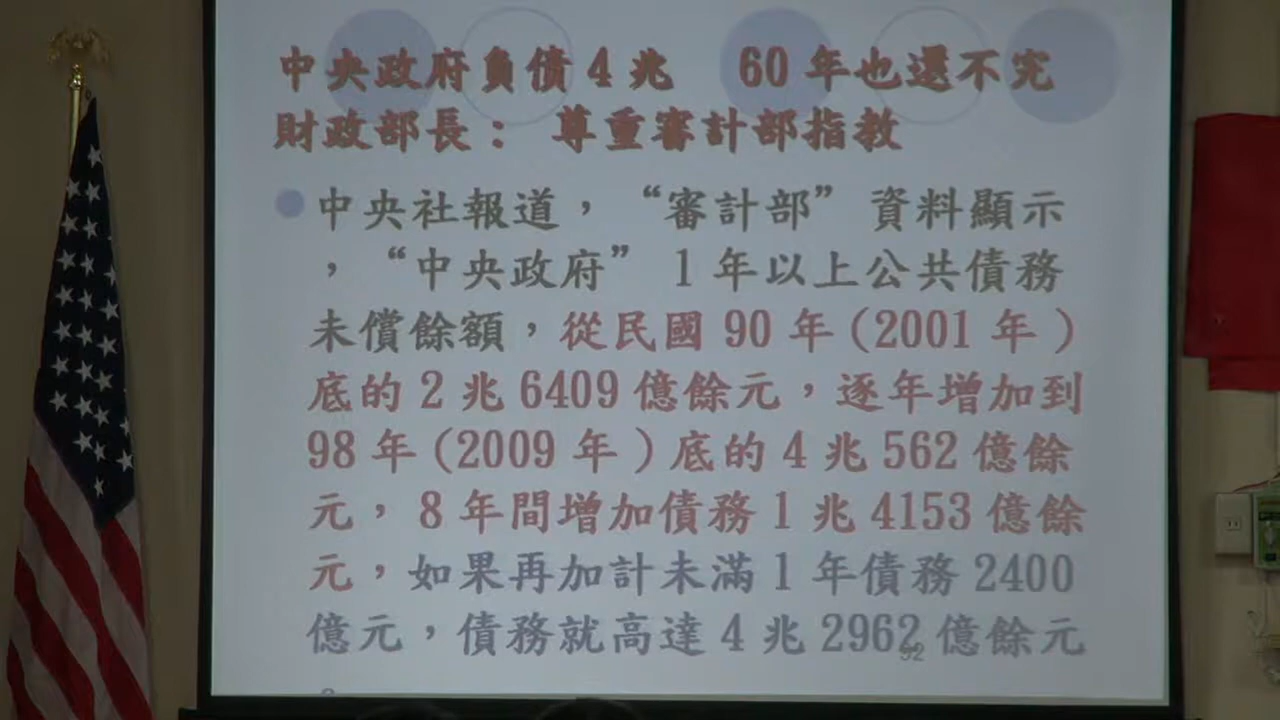 中央政府負債4兆 60年也還不完
財政部長： 尊重審計部指教
中央社報道，“審計部”資料顯示
，“中央政府”1年以上公共債務
未償餘額，從民國90年(2001年)
底的2兆6409億餘元，逐年增加到
98年(2009年)底的4兆562億餘
元，8年間增加債務1兆4153億餘
元，如果再加計未滿1年債務2400
億元，債務就高達4兆2962億餘元
。
92